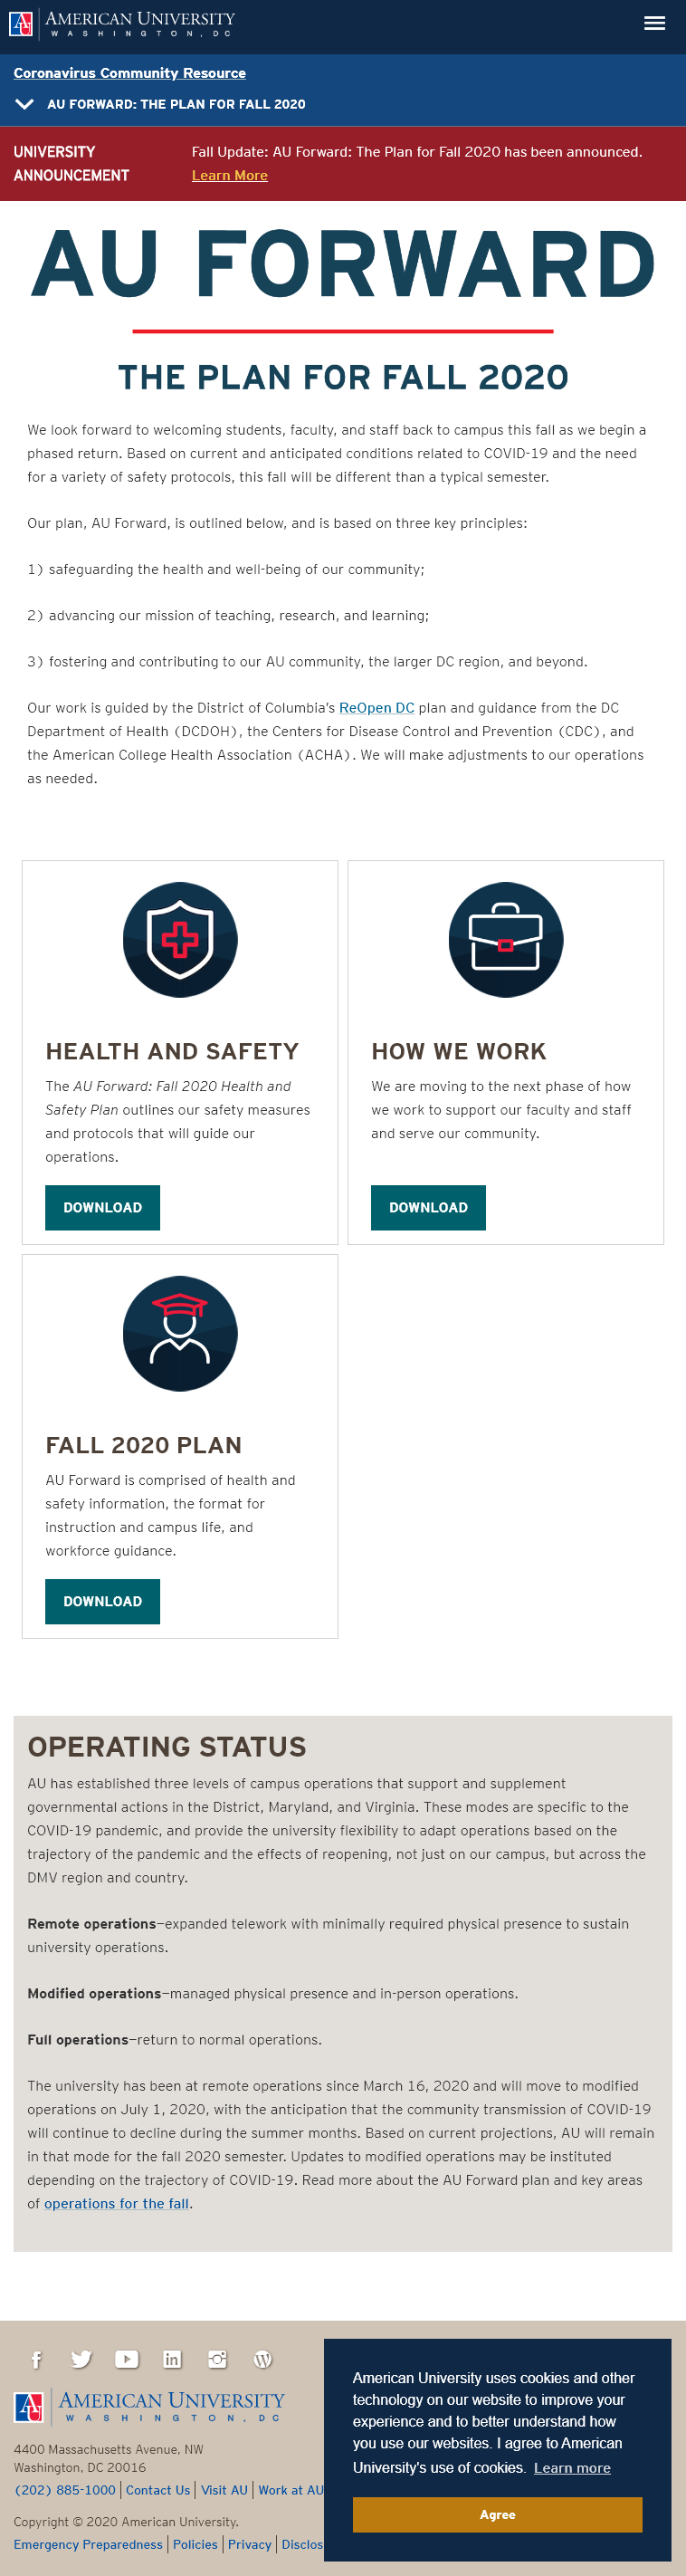 AMERICAN UNIVERSITY
WASHINGTON, DC
Coronavirus Community Resource
AU FORWARD: THE PLAN FOR FALL 2020
UNIVERSITY
ANNOUNCEMENT
Fall Update: AU Forward: The Plan for Fall 2020 has been announced.
Learn More
AU FORWARD
THE PLAN FOR FALL 2020
We look forward to welcoming students, faculty, and staff back to campus this fall as we begin a
phased return. Based on current and anticipated conditions related to COVID-19 and the need
for a variety of safety protocols, this fall will be different than a typical semester.
Our plan, AU Forward, is outlined below, and is based on three key principles:
1) safeguarding the health and well-being of our community;
2) advancing our mission of teaching, research, and learning;
3) fostering and contributing to our AU community, the larger DC region, and beyond.
Our work is guided by the District of Columbia's ReOpen DC plan and guidance from the DC
Department of Health (DCDOH), the Centers for Disease Control and Prevention (CDC), and
the American College Health Association (ACHA). We will make adjustments to our operations
as needed.
HEALTH AND SAFETY
The AU Forward: Fall 2020 Health and
Safety Plan outlines our safety measures
and protocols that will guide our
operations.
DOWNLOAD
HOW WE WORK
We are moving to the next phase of how
we work to support our faculty and staff
and serve our community.
DOWNLOAD
FALL 2020 PLAN
AU Forward is comprised of health and
safety information, the format for
instruction and campus life, and
workforce guidance.
DOWNLOAD
OPERATING STATUS
AU has established three levels of campus operations that support and supplement
governmental actions in the District, Maryland, and Virginia. These modes are specific to the
COVID-19 pandemic, and provide the university flexibility to adapt operations based on the
trajectory of the pandemic and the effects of reopening, not just on our campus, but across the
DMV region and country.
Remote operations—expanded telework with minimally required physical presence to sustain
university operations.
Modified operations—managed physical presence and in-person operations.
Full operations—return to normal operations.
The university has been at remote operations since March 16, 2020 and will move to modified
operations on July 1, 2020, with the anticipation that the community transmission of COVID-19
will continue to decline during the summer months. Based on current projections, AU will remain
in that mode for the fall 2020 semester. Updates to modified operations may be instituted
depending on the trajectory of COVID-19. Read more about the AU Forward plan and key areas
of operations for the fall.
AMERICAN UNIVERSITY
WASHINGTON, DC
4400 Massachusetts Avenue, NW
Washington, DC 20016
(202) 885-1000 | Contact Us | Visit AU | Work at AU
Copyright © 2020 American University.
Emergency Preparedness | Policies | Privacy | Disclos
American University uses cookies and other
technology on our website to improve your
experience and to better understand how
you use our websites. I agree to American
University's use of cookies. Learn more
Agree